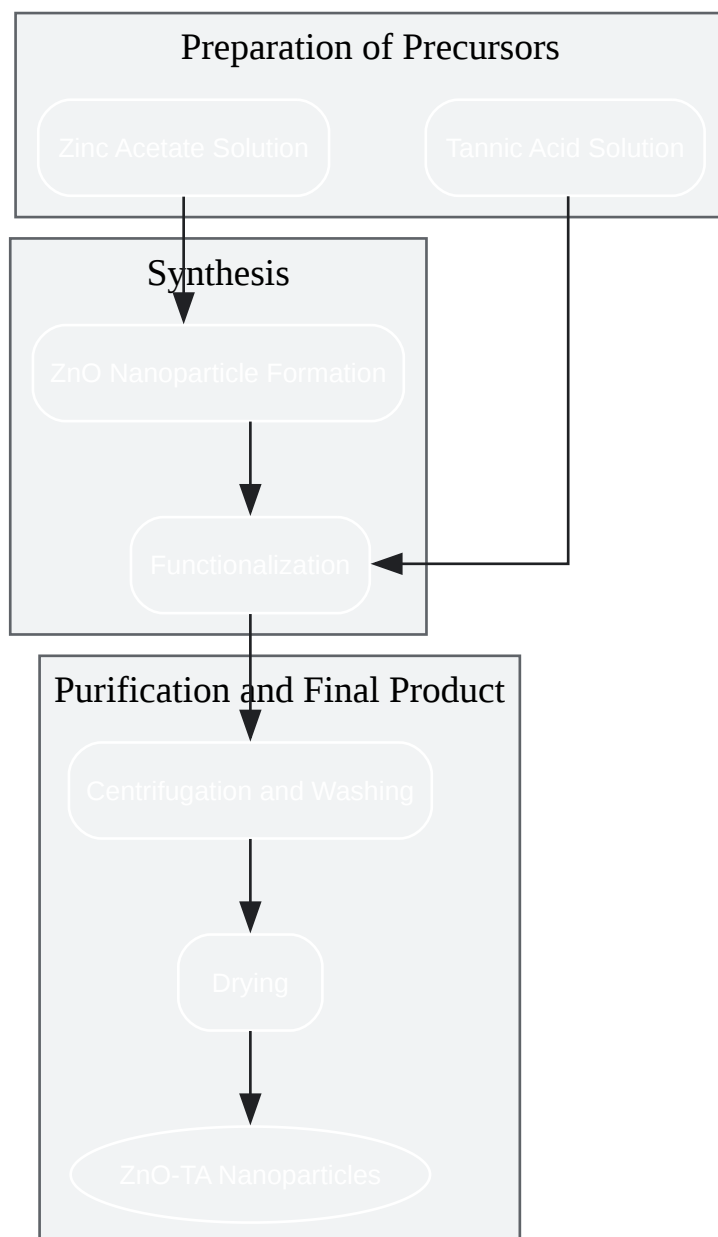 Preparation of Precursors
Zinc Acetate Solution
Tannic Acid Solution
Synthesis
ZnO Nanoparticle Formation
Functionalization
Purification and Final Product
Centrifugation and Washing
Drying
ZnO-TA Nanoparticles